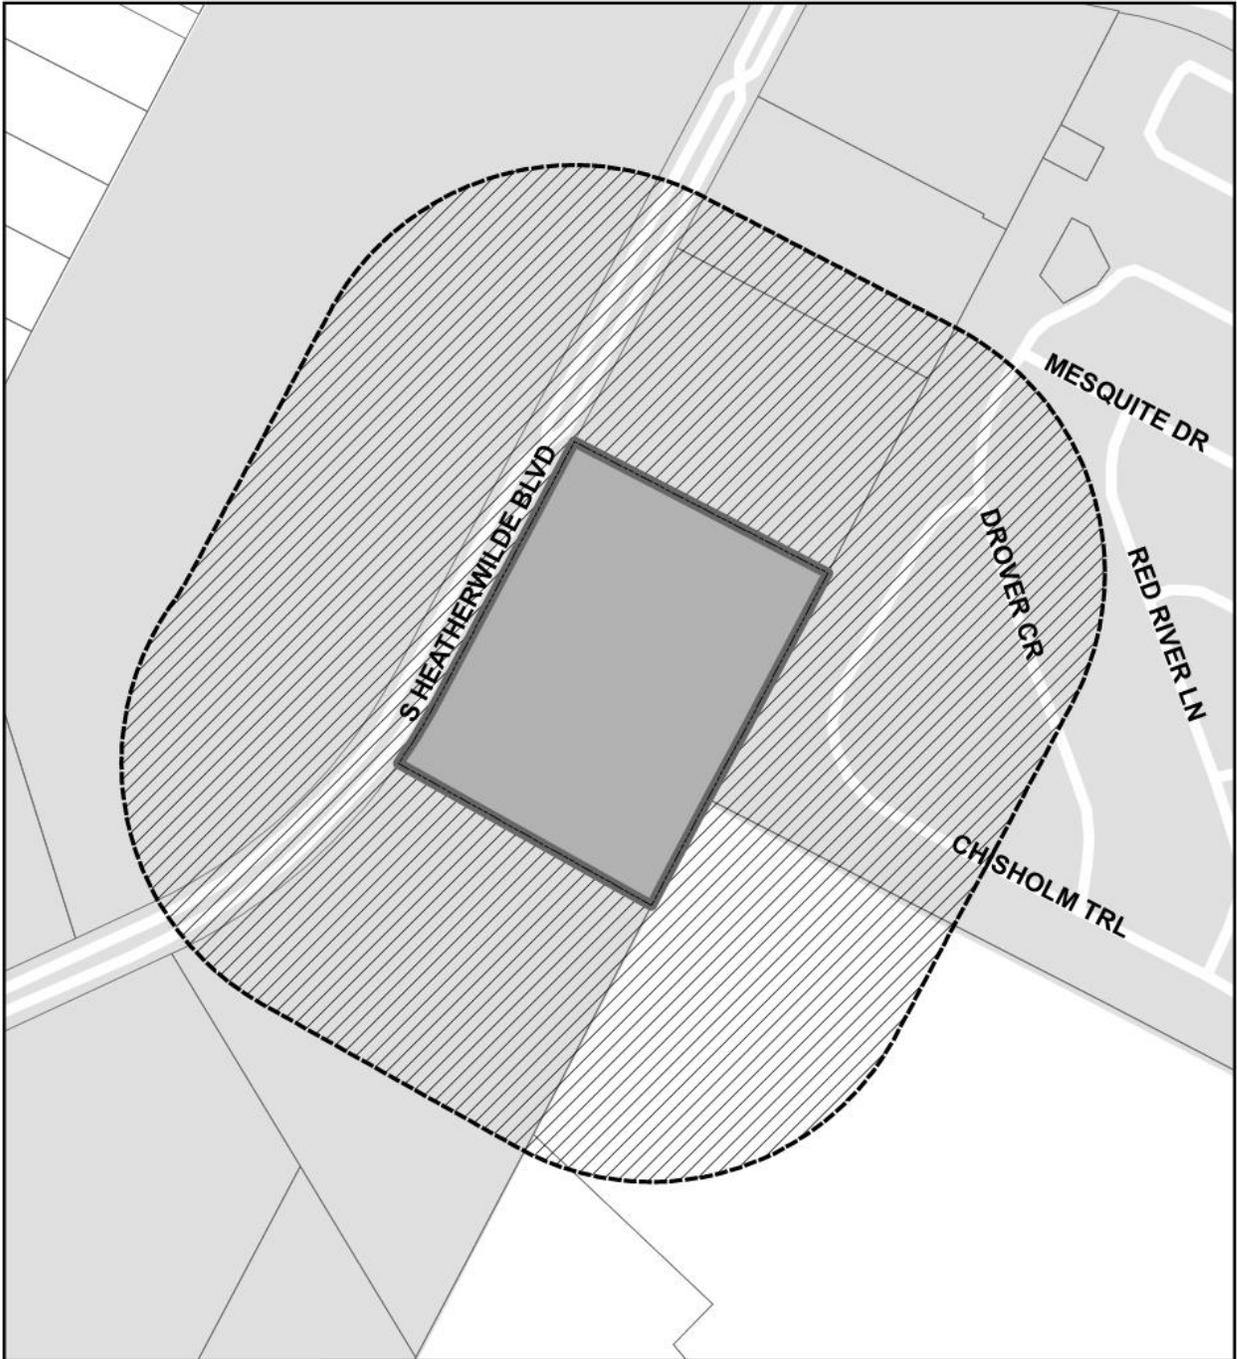 MESQUITE DR
S HEATHERWILDE BLVD
DROVER CR
RED RIVER LN
CHISHOLM TRL